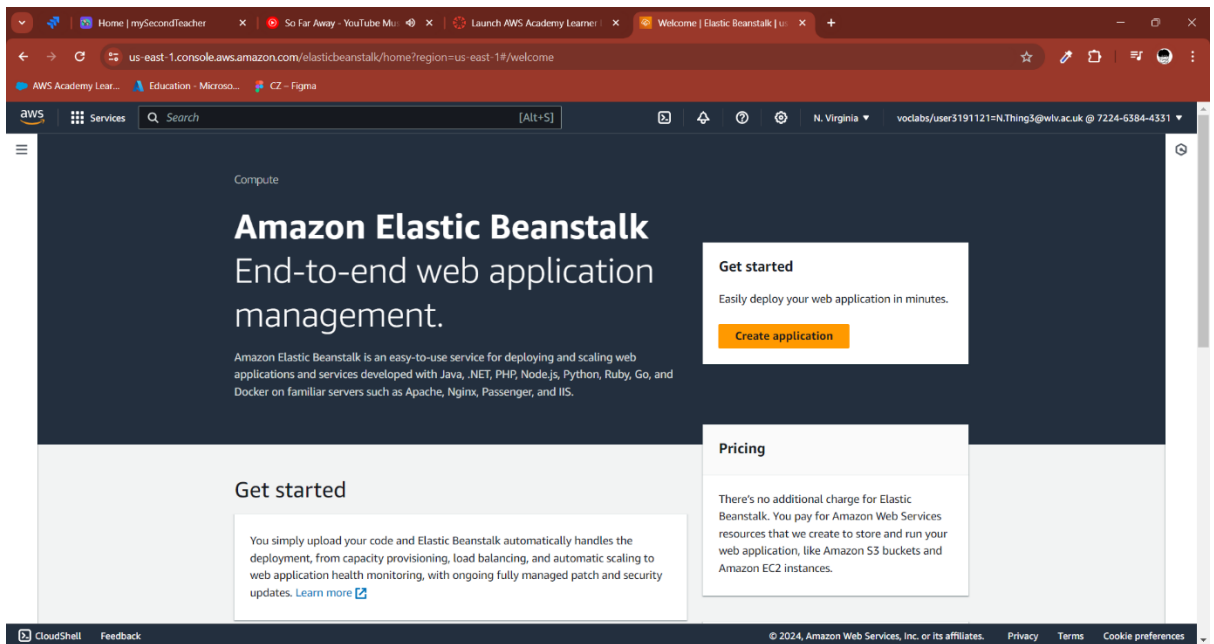 Home | mySecondTeacher
So Far Away - YouTube Mu
Launch AWS Academy Learner
Welcome | Elastic Beanstalk | us
us-east-1.console.aws.amazon.com/elasticbeanstalk/home?region=us-east-1#/welcome
AWS Academy Lear...
Education - Microso...
CZ – Figma
aws
Services
Search
[Alt+S]
N. Virginia
voclabs/user3191121=N.Thing3@wlv.ac.uk @ 7224-6384-4331
Compute
Amazon Elastic Beanstalk
End-to-end web application
management.
Amazon Elastic Beanstalk is an easy-to-use service for deploying and scaling web
applications and services developed with Java, .NET, PHP, Node.js, Python, Ruby, Go, and
Docker on familiar servers such as Apache, Nginx, Passenger, and IIS.
Get started
Easily deploy your web application in minutes.
Create application
Pricing
There's no additional charge for Elastic
Beanstalk. You pay for Amazon Web Services
resources that we create to store and run your
web application, like Amazon S3 buckets and
Amazon EC2 instances.
Get started
You simply upload your code and Elastic Beanstalk automatically handles the
deployment, from capacity provisioning, load balancing, and automatic scaling to
web application health monitoring, with ongoing fully managed patch and security
updates. Learn more
CloudShell
Feedback
© 2024, Amazon Web Services, Inc. or its affiliates.
Privacy
Terms
Cookie preferences